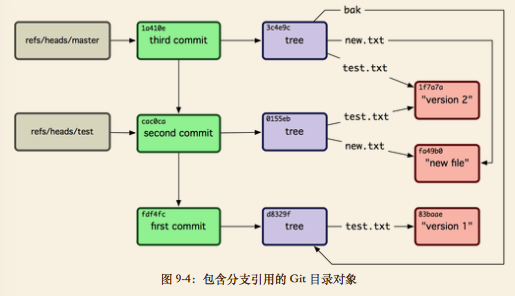 bak
1a410e
3c4e9c
refs/heads/master
third commit
tree
new.txt
test.txt
1f7a7a
"version 2"
cac0ca
0155eb
refs/heads/test
second commit
tree
test.txt
new.txt
fa49b0
"new file"
fdf4fc
d8329f
83baae
first commit
tree
test.txt
"version 1"
图 9-4：包含分支引用的 Git 目录对象